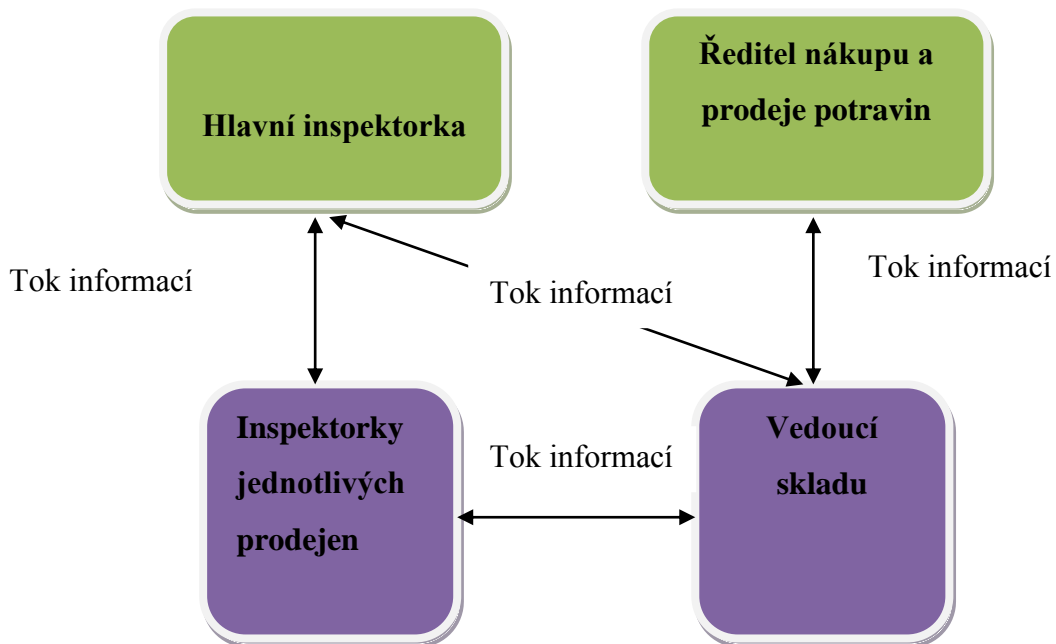 Hlavní inspektorka
Ředitel nákupu a
prodeje potravin
Tok informací
Tok informací
Tok informací
Inspektorky
jednotlivých
prodejen
Tok informací
Vedoucí
skladu